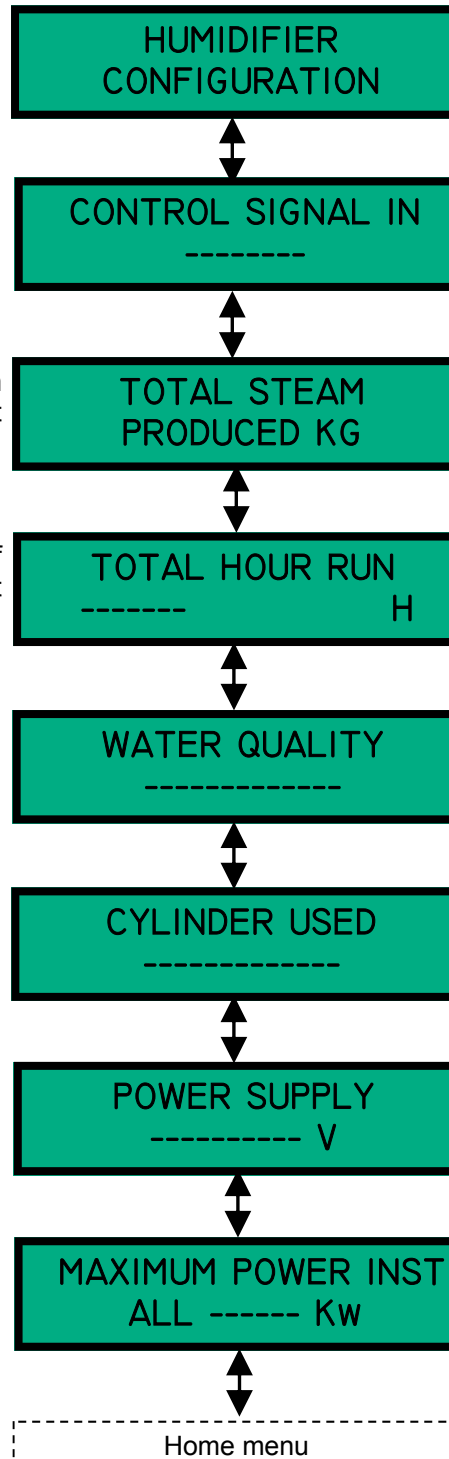 HUMIDIFIER
CONFIGURATION
CONTROL SIGNAL IN
--------
TOTAL STEAM
PRODUCED KG
TOTAL HOUR RUN
------- H
WATER QUALITY
-------------
CYLINDER USED
-------------
POWER SUPPLY
---------- V
MAXIMUM POWER INST
ALL ------ Kw
Home menu